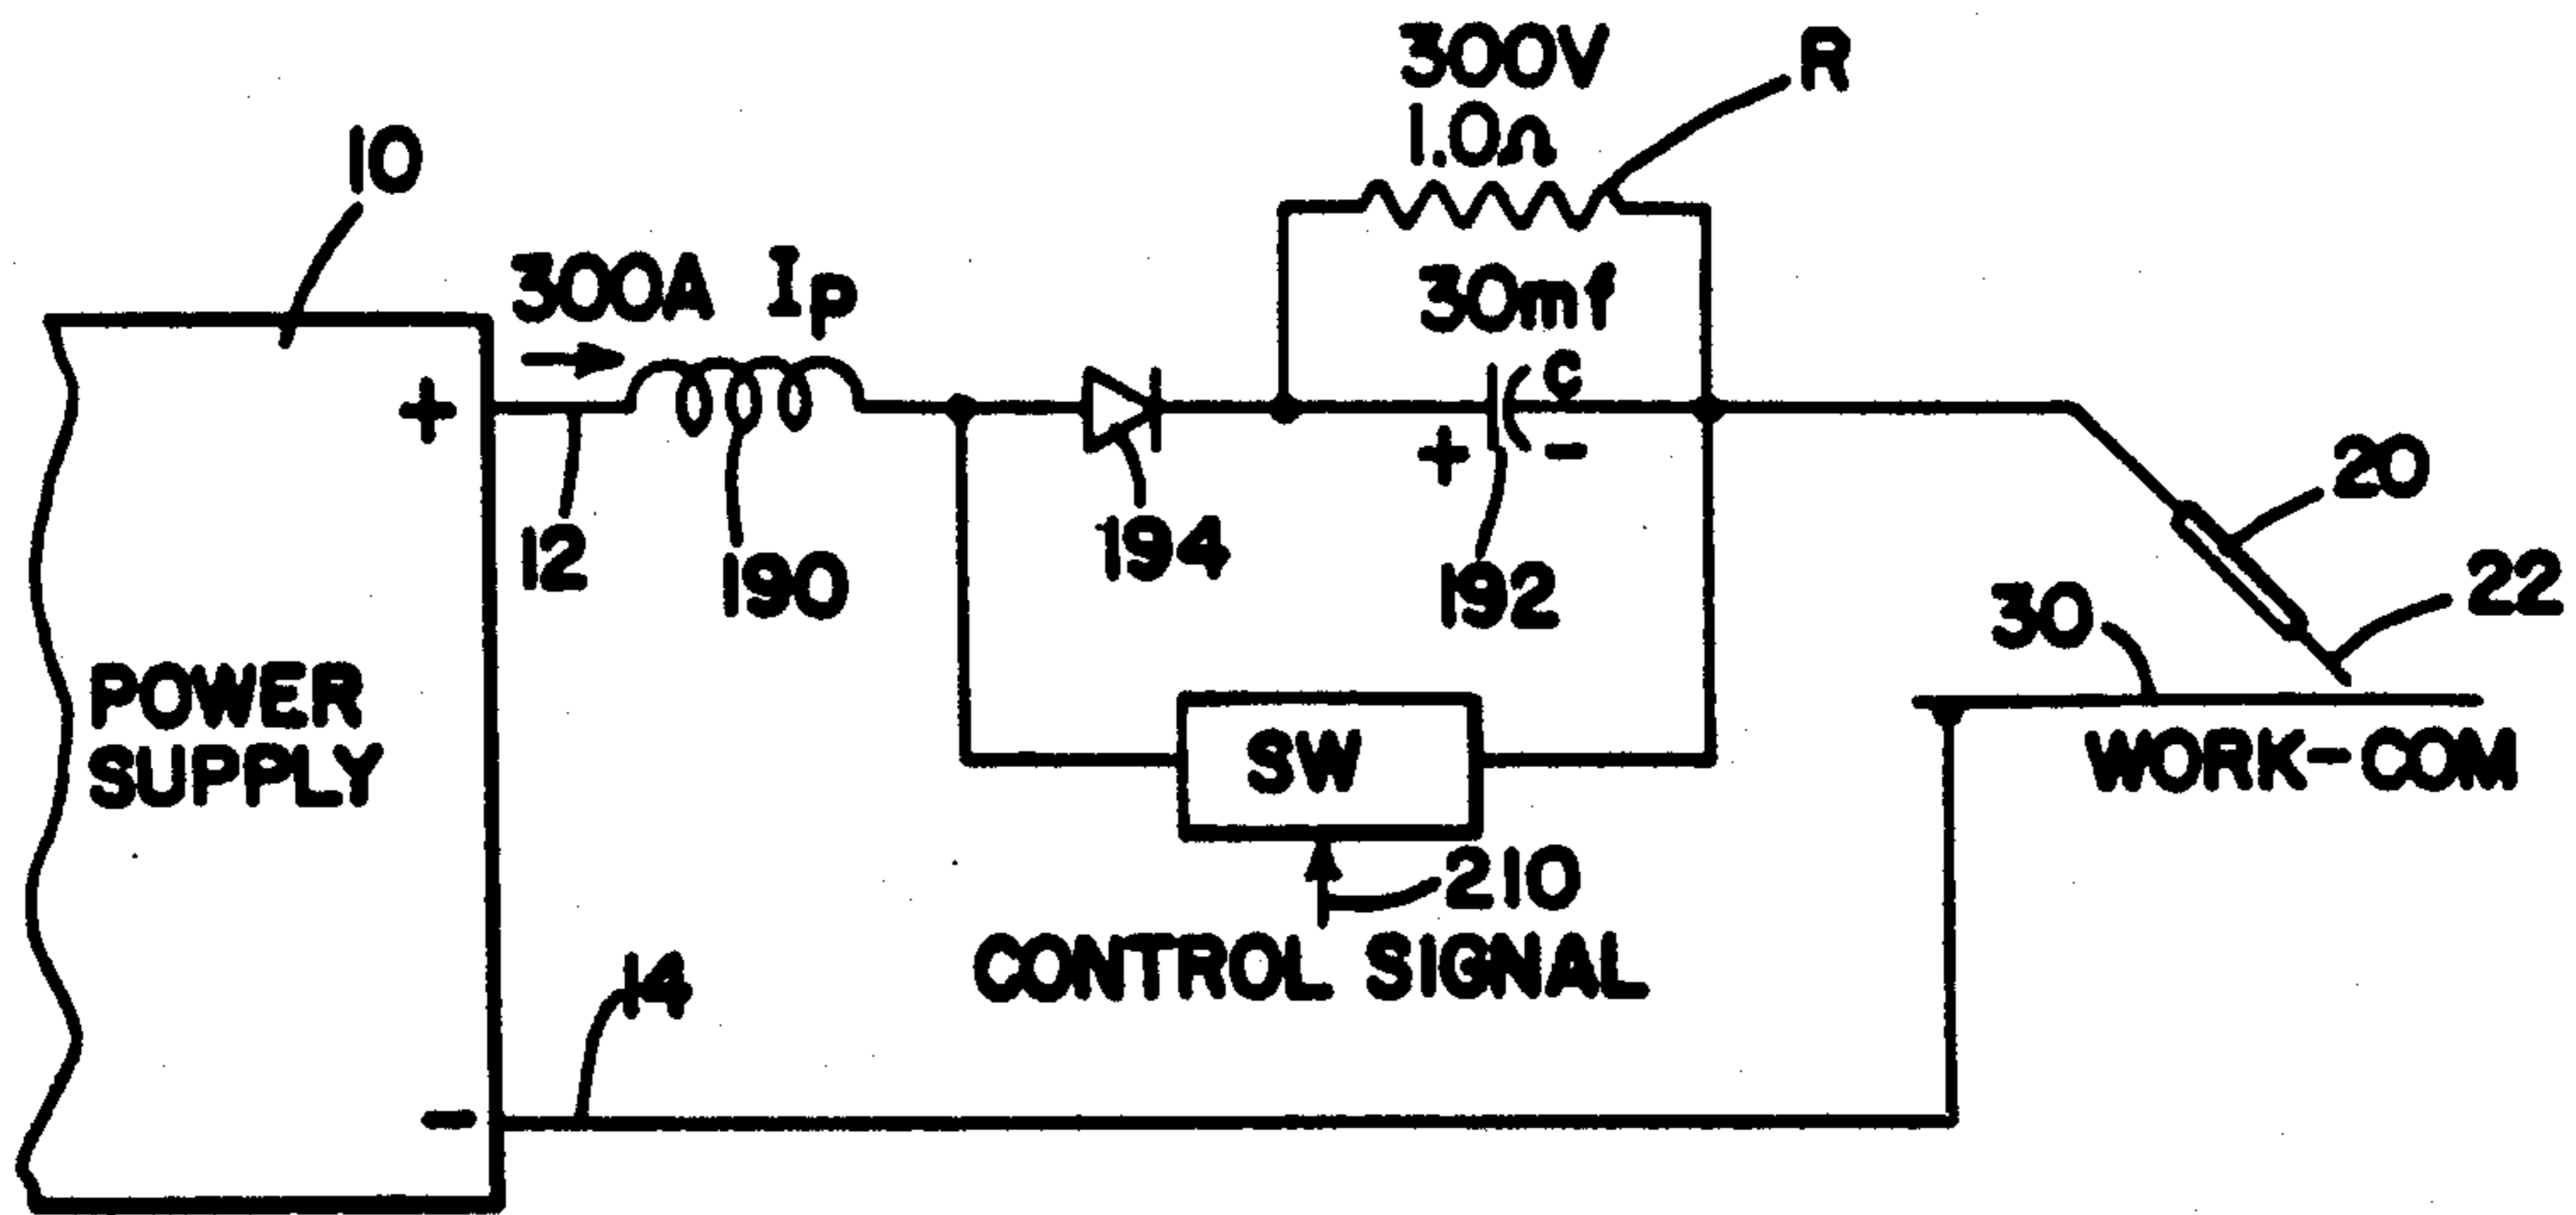 300V
R
1.0Ω
10
300A Ip
30mf
C
+
+
-
20
194
12
190
192
22
30
POWER
SUPPLY
SW
WORK-COM
210
CONTROL SIGNAL
14
-